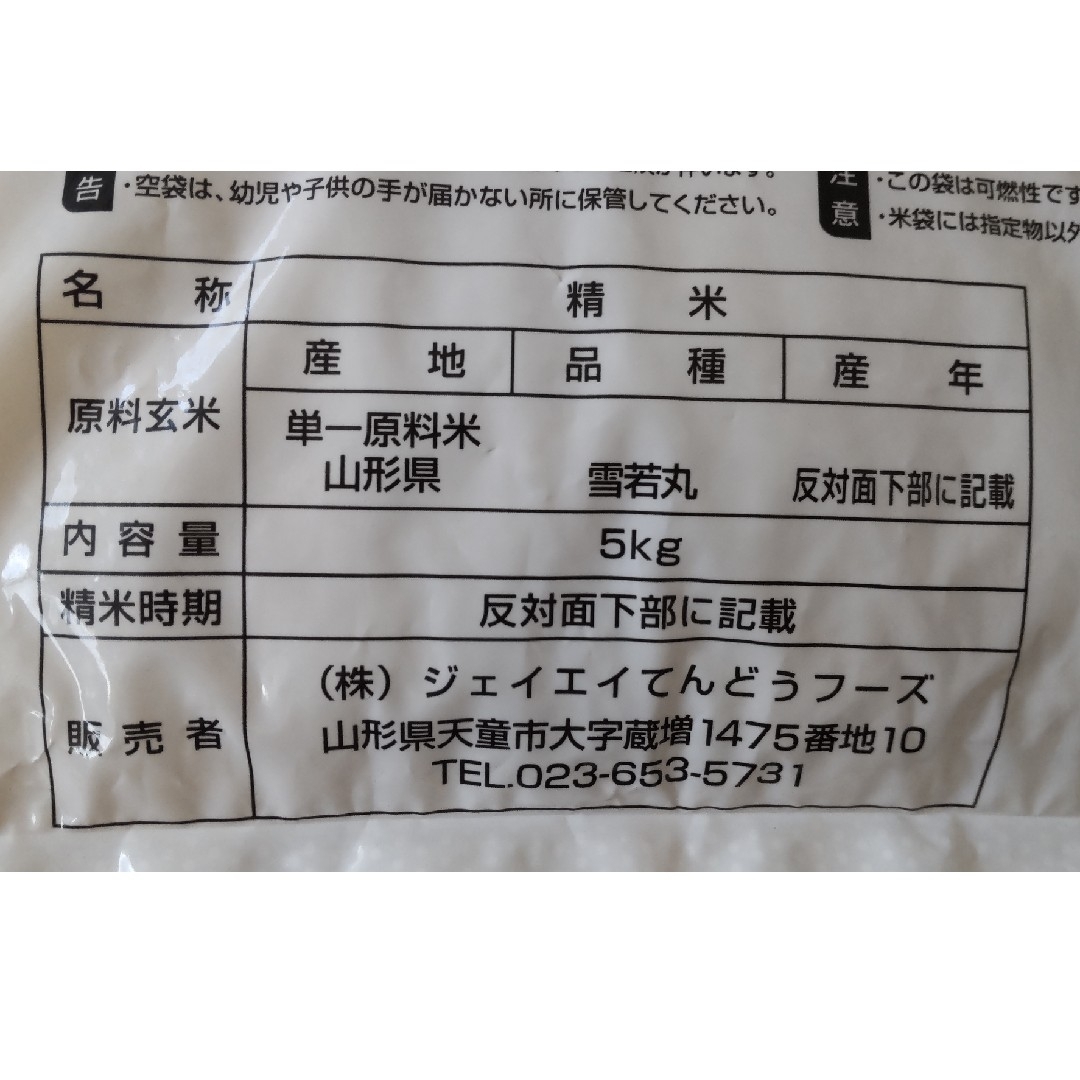 告
・空袋は、幼児や子供の手が届かない所に保管してください。
注意
・この袋は可燃性です
・米袋には指定物以外
名称 精米
原料玄米 産地 品種 産年
単一原料米
山形県 雪若丸 反対面下部に記載
内容量 5kg
精米時期 反対面下部に記載
販売者 (株)ジェイエイてんどうフーズ
山形県天童市大字蔵増1475番地10
TEL.023-653-5731